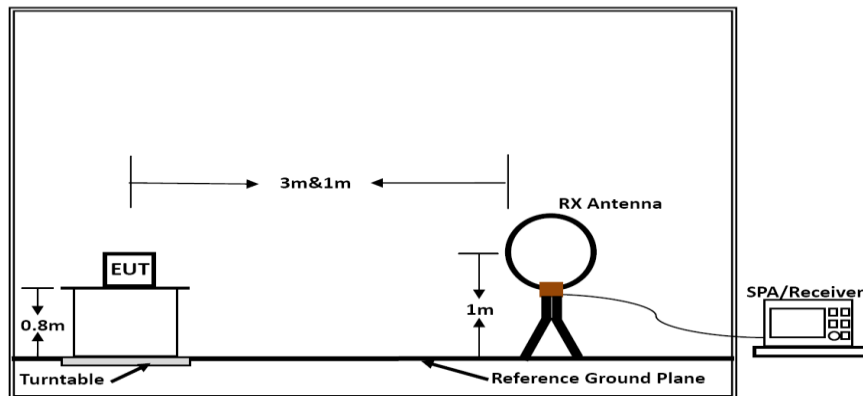 3m&1m
RX Antenna
EUT
SPA/Receiver
0.8m
1m
Turntable
Reference Ground Plane